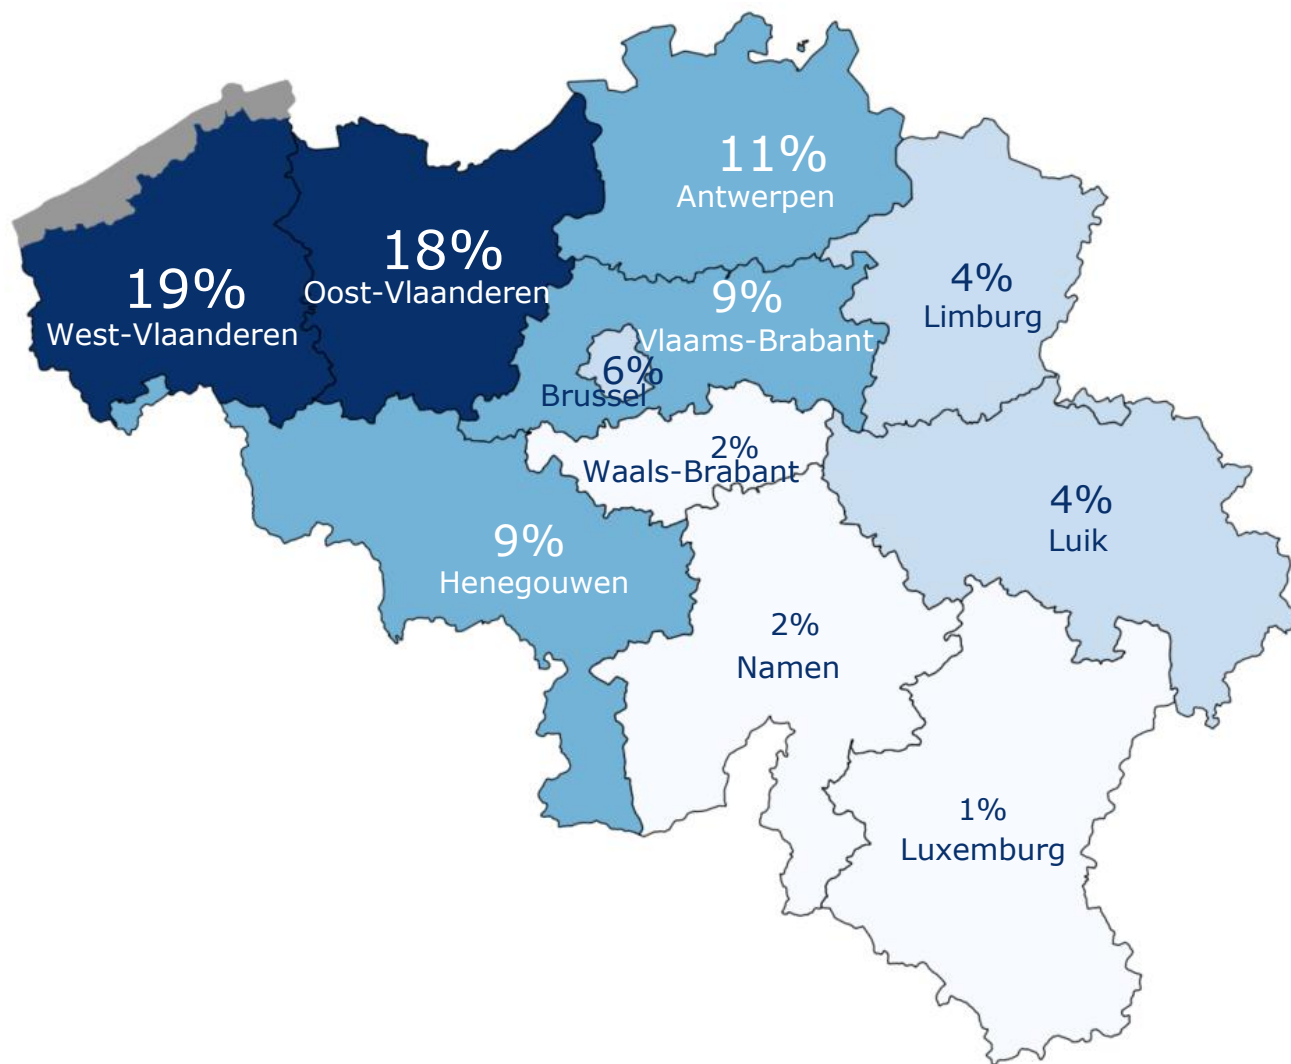 11%
Antwerpen
18%
Oost-Vlaanderen
19%
West-Vlaanderen
4%
Limburg
9%
Vlaams-Brabant
6%
Brussel
2%
Waals-Brabant
4%
Luik
9%
Henegouwen
2%
Namen
1%
Luxemburg